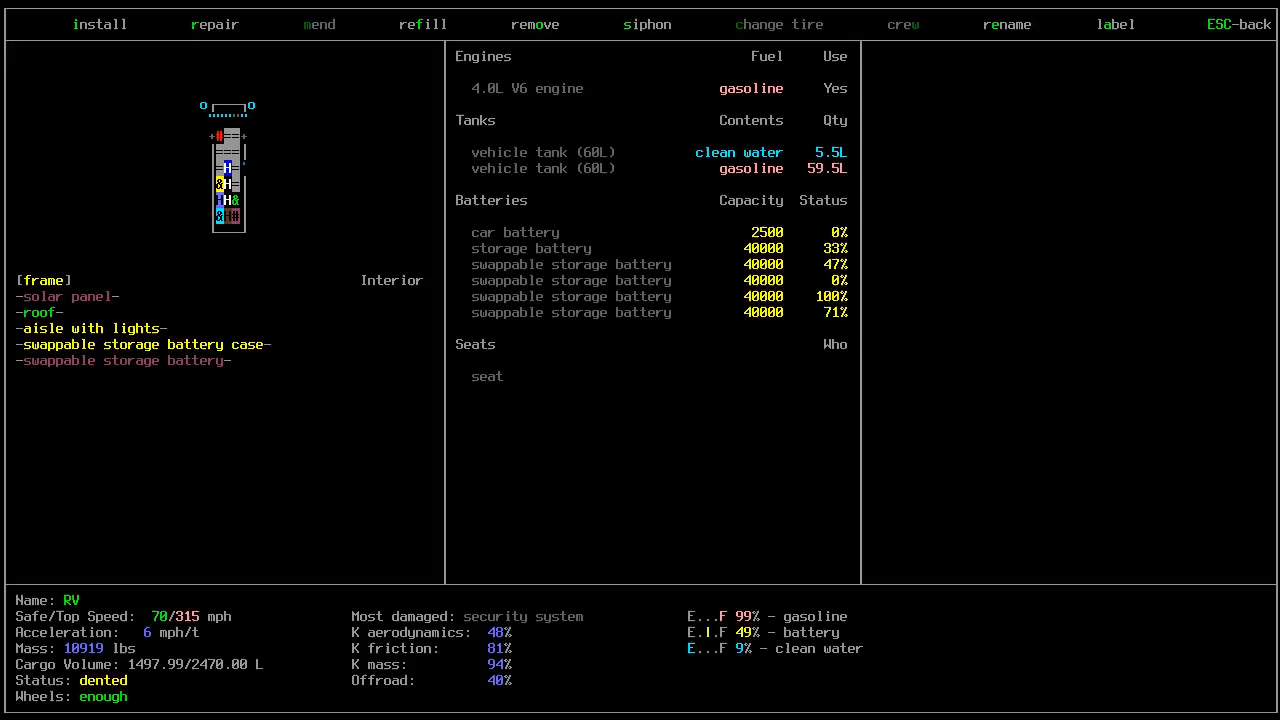 install repair mend refill remove siphon change tire crew rename label ESC-back
Engines Fuel Use
4.0L V6 engine gasoline Yes
Tanks Contents Qty
vehicle tank (60L) clean water 5.5L
vehicle tank (60L) gasoline 59.5L
Batteries Capacity Status
car battery 2500 0%
storage battery 40000 33%
swappable storage battery 40000 47%
swappable storage battery 40000 0%
swappable storage battery 40000 100%
swappable storage battery 40000 71%
Seats Who
seat
[frame] Interior
-solar panel-
-roof-
-aisle with lights-
-swappable storage battery case-
-swappable storage battery-
Name: RV
Safe/Top Speed: 70/315 mph Most damaged: security system E...F 99% - gasoline
Acceleration: 6 mph/t K aerodynamics: 48% E.|.F 49% - battery
Mass: 10919 lbs K friction: 81% E...F 9% - clean water
Cargo Volume: 1497.99/2470.00 L K mass: 94%
Status: dented Offroad: 40%
Wheels: enough